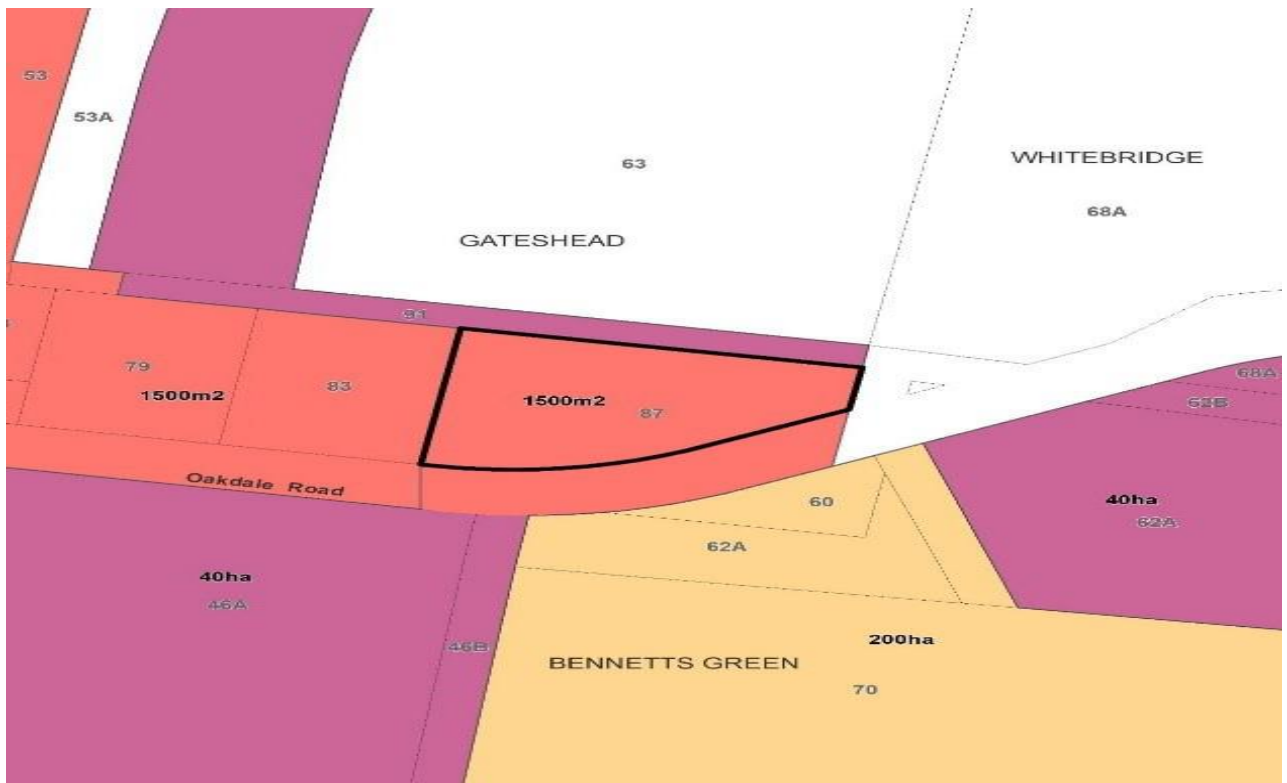 53
53A
63
WHITEBRIDGE
68A
GATESHEAD
91
79
1500m2
83
1500m2
87
68A
62B
Oakdale Road
60
40ha
62A
62A
40ha
46A
200ha
46B
BENNETTS GREEN
70